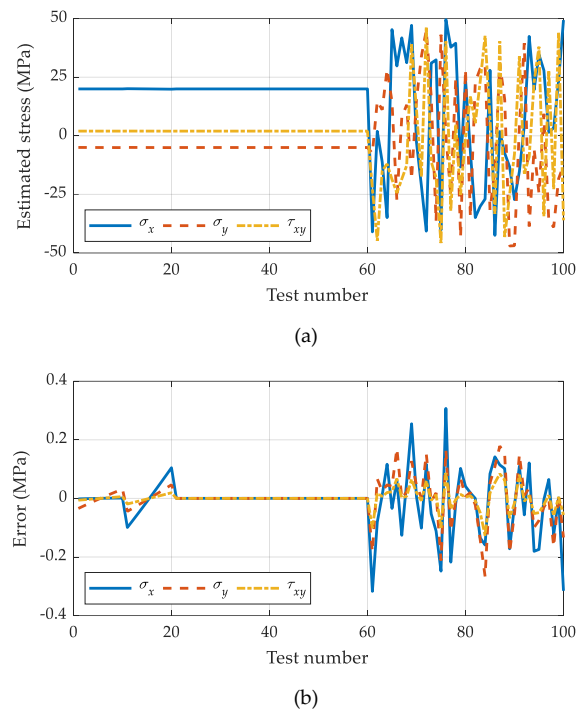 50
25
0
-25
-50
Estimated stress (MPa)
σx σy τxy
0 20 40 60 80 100
Test number
(a)
0.4
0.2
0
-0.2
-0.4
Error (MPa)
σx σy τxy
0 20 40 60 80 100
Test number
(b)